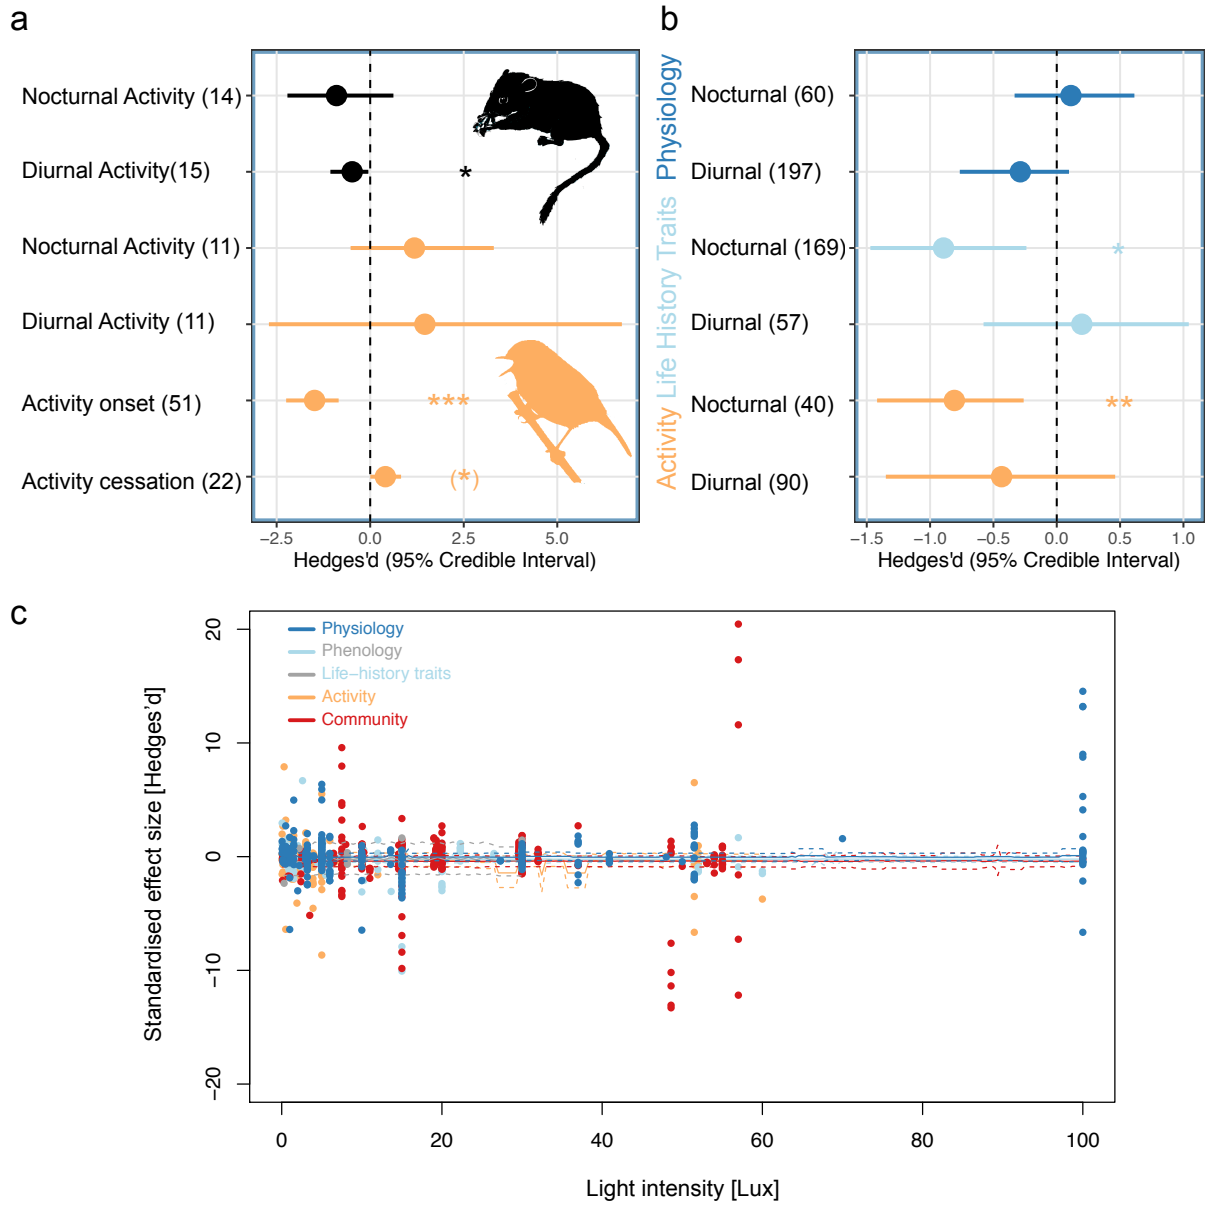 a
Nocturnal Activity (14)
Diurnal Activity(15)
*
Nocturnal Activity (11)
Diurnal Activity (11)
Activity onset (51)
***
Activity cessation (22)
(*)
−2.5 0.0 2.5 5.0
Hedges'd (95% Credible Interval)
b
Activity Life History Traits Physiology
Nocturnal (60)
Diurnal (197)
Nocturnal (169)
*
Diurnal (57)
Nocturnal (40)
**
Diurnal (90)
−1.5 −1.0 −0.5 0.0 0.5 1.0
Hedges'd (95% Credible Interval)
c
Standardised effect size [Hedges'd]
20
10
0
−10
−20
Physiology
Phenology
Life−history traits
Activity
Community
0 20 40 60 80 100
Light intensity [Lux]